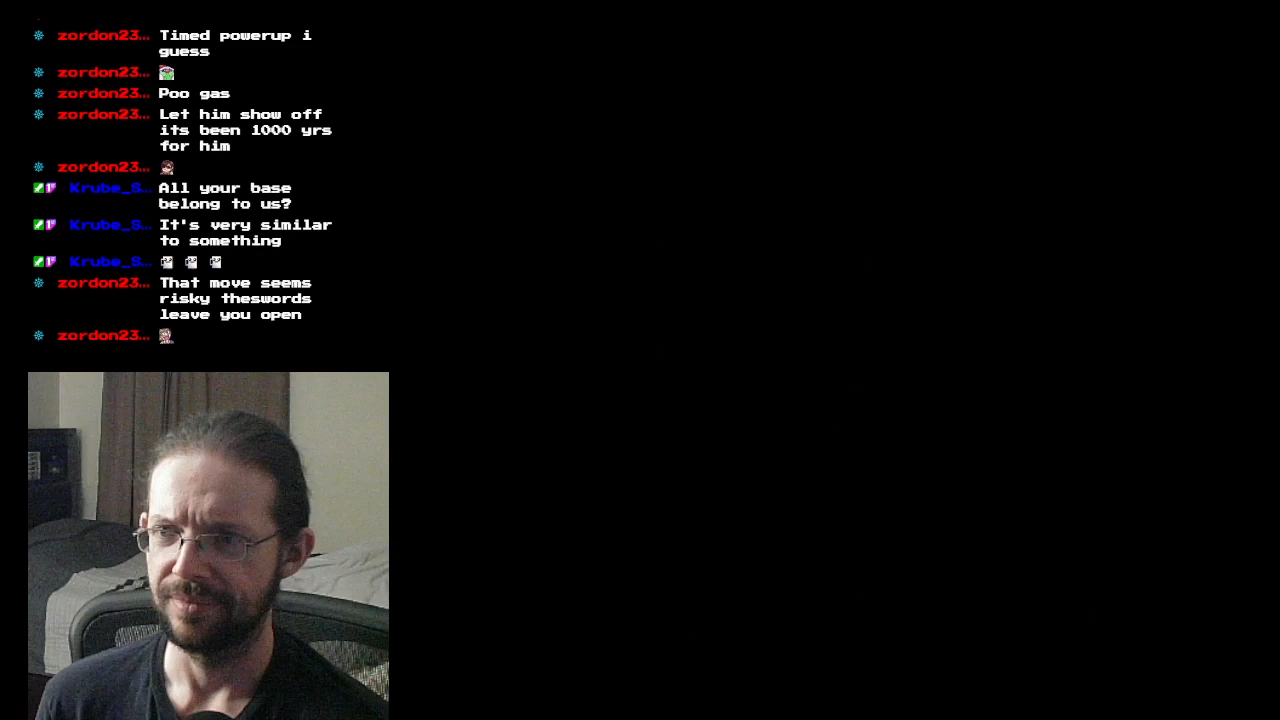 zordon23... Timed powerup i
guess
zordon23...
zordon23... Poo gas
zordon23... Let him show off
its been 1000 yrs
for him
zordon23...
Krube_S... All your base
belong to us?
Krube_S... It's very similar
to something
Krube_S...
zordon23... That move seems
risky theswords
leave you open
zordon23...